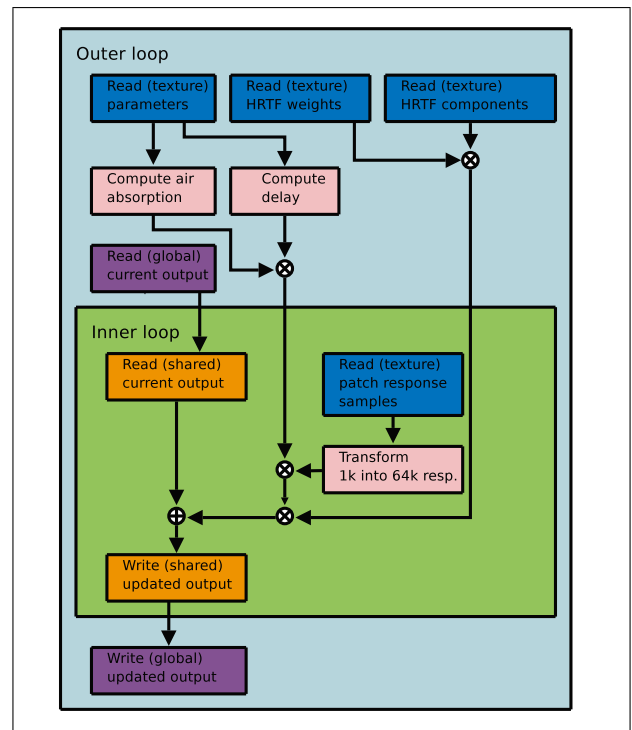 Outer loop
Read (texture)
parameters
Read (texture)
HRTF weights
Read (texture)
HRTF components
Compute air
absorption
Compute
delay
Read (global)
current output
Inner loop
Read (shared)
current output
Read (texture)
patch response
samples
Transform
1k into 64k resp.
Write (shared)
updated output
Write (global)
updated output